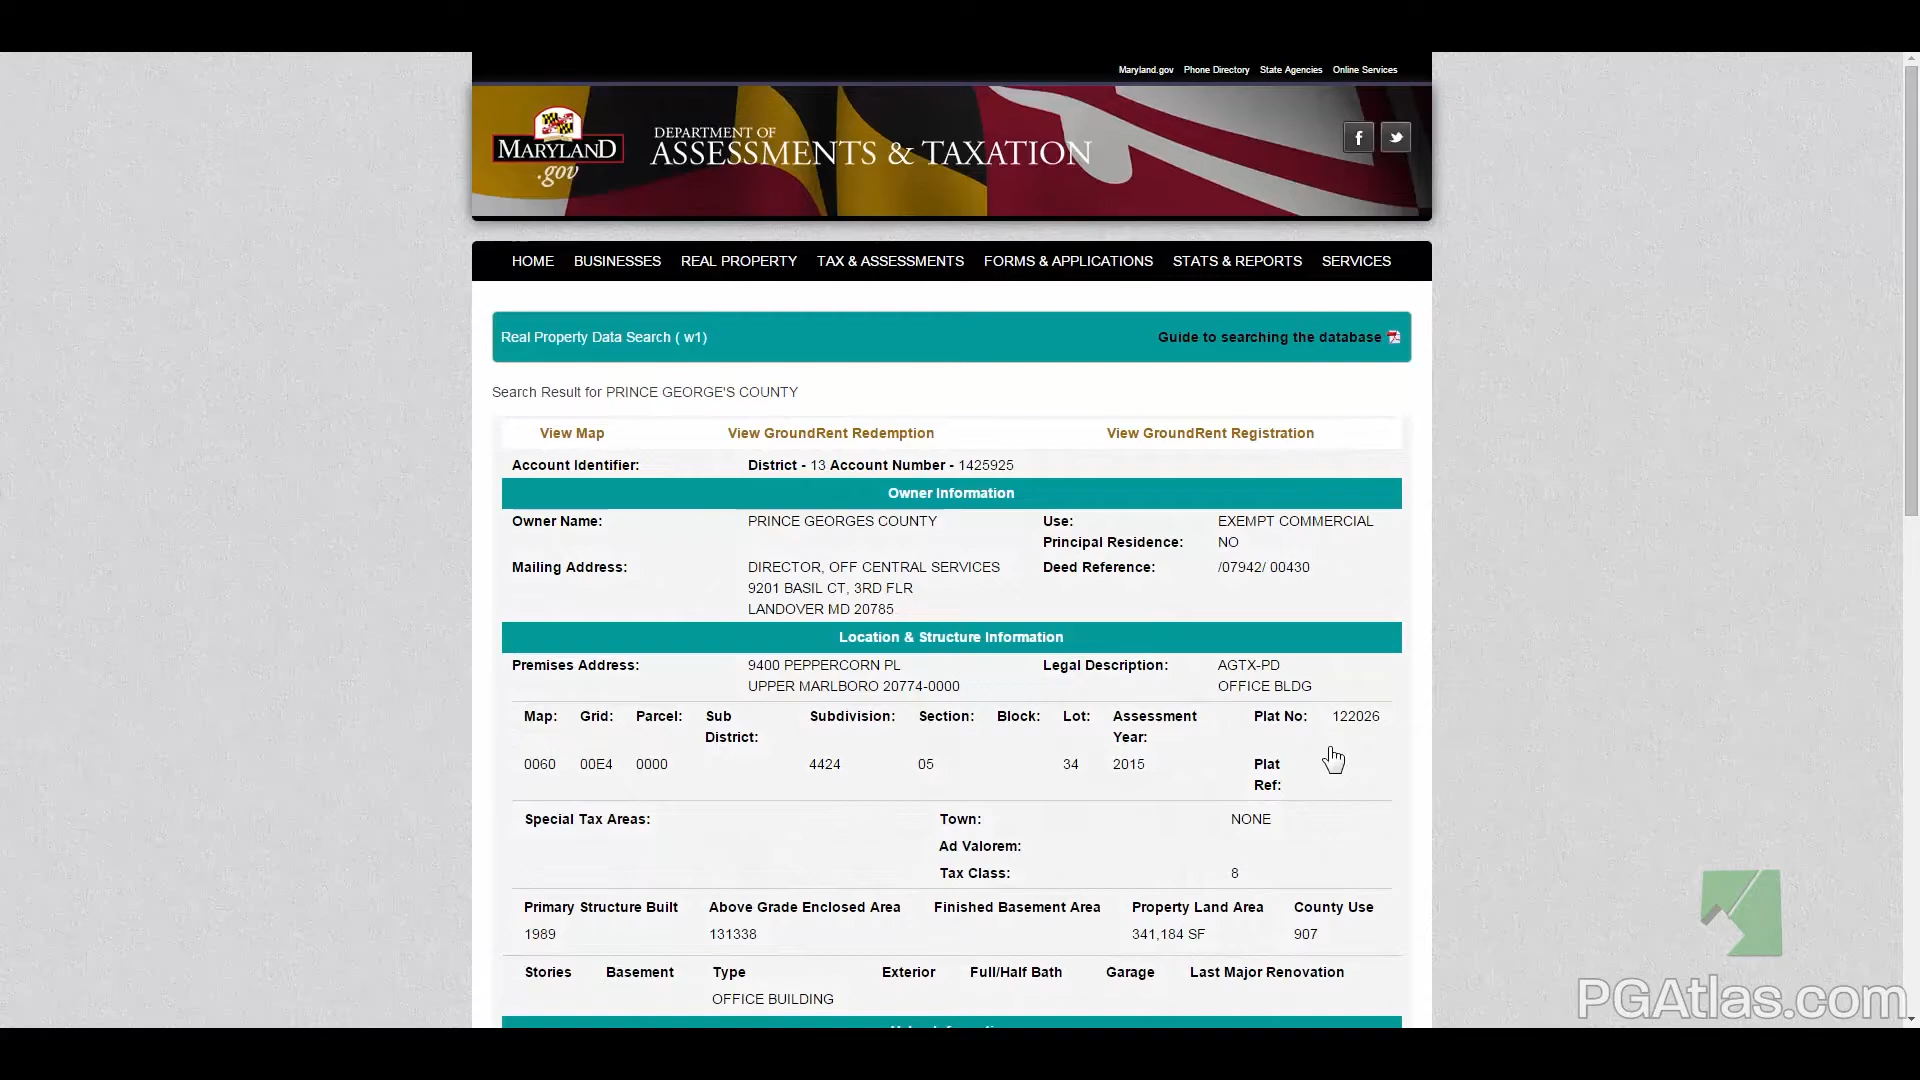 Maryland.gov Phone Directory State Agencies Online Services
MARYLAND
.gov
DEPARTMENT OF
ASSESSMENTS & TAXATION
f
HOME BUSINESSES REAL PROPERTY TAX & ASSESSMENTS FORMS & APPLICATIONS STATS & REPORTS SERVICES
Real Property Data Search ( w1) Guide to searching the database
Search Result for PRINCE GEORGE'S COUNTY
View Map View GroundRent Redemption View GroundRent Registration
Account Identifier: District - 13 Account Number - 1425925
Owner Information
Owner Name: PRINCE GEORGES COUNTY Use: EXEMPT COMMERCIAL
Principal Residence: NO
Mailing Address: DIRECTOR, OFF CENTRAL SERVICES Deed Reference: /07942/ 00430
9201 BASIL CT, 3RD FLR
LANDOVER MD 20785
Location & Structure Information
Premises Address: 9400 PEPPERCORN PL Legal Description: AGTX-PD
UPPER MARLBORO 20774-0000 OFFICE BLDG
Map: Grid: Parcel: Sub Subdivision: Section: Block: Lot: Assessment Plat No: 122026
District: Year:
0060 00E4 0000 4424 05 34 2015 Plat
Ref:
Special Tax Areas: Town: NONE
Ad Valorem:
Tax Class: 8
Primary Structure Built Above Grade Enclosed Area Finished Basement Area Property Land Area County Use
1989 131338 341,184 SF 907
Stories Basement Type Exterior Full/Half Bath Garage Last Major Renovation
OFFICE BUILDING
PGAtlas.com